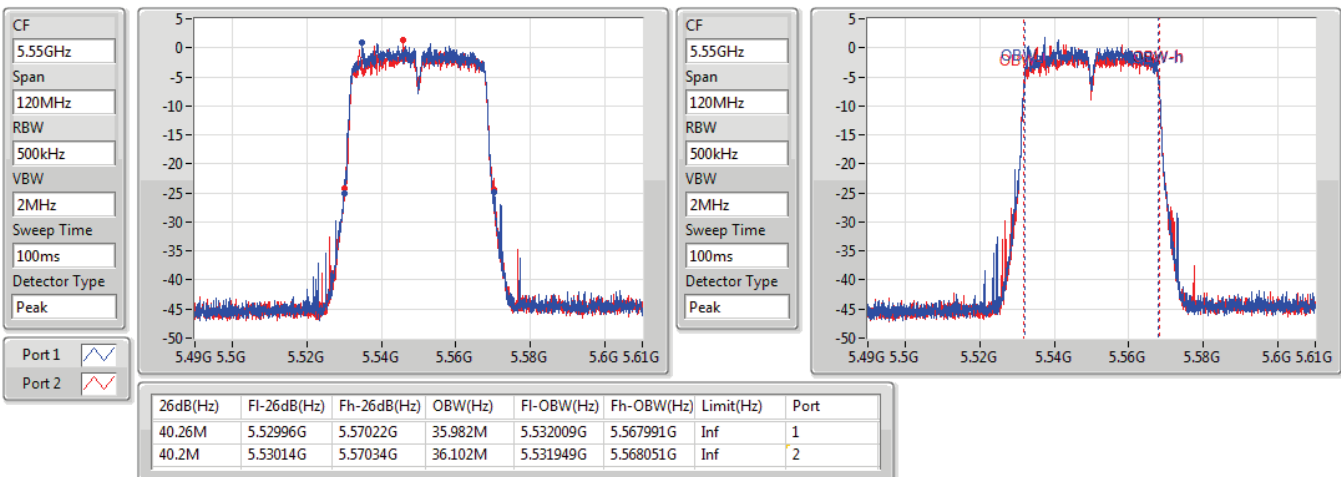 CF
5.55GHz
Span
120MHz
RBW
500kHz
VBW
2MHz
Sweep Time
100ms
Detector Type
Peak
Port 1
Port 2
5
0
-5
-10
-15
-20
-25
-30
-35
-40
-45
-50
5.49G 5.5G 5.52G 5.54G 5.56G 5.58G 5.6G 5.61G
CF
5.55GHz
Span
120MHz
RBW
500kHz
VBW
2MHz
Sweep Time
100ms
Detector Type
Peak
5
0
-5
-10
-15
-20
-25
-30
-35
-40
-45
-50
OBW-h
5.49G 5.5G 5.52G 5.54G 5.56G 5.58G 5.6G 5.61G
26dB(Hz) Fl-26dB(Hz) Fh-26dB(Hz) OBW(Hz) Fl-OBW(Hz) Fh-OBW(Hz) Limit(Hz) Port
40.26M 5.52996G 5.57022G 35.982M 5.532009G 5.567991G Inf 1
40.2M 5.53014G 5.57034G 36.102M 5.531949G 5.568051G Inf 2